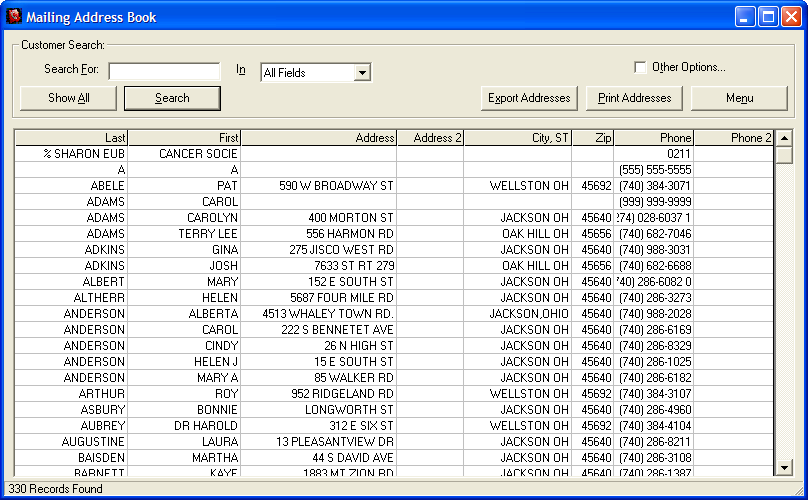 Mailing Address Book
Customer Search:
Search For: In All Fields Other Options...
Show All Search Export Addresses Print Addresses Menu
Last First Address Address 2 City, ST Zip Phone Phone 2
% SHARON EUB CANCER SOCIE 0211
A A (555) 555-5555
ABELE PAT 590 W BROADWAY ST WELLSTON OH 45692 (740) 384-3071
ADAMS CAROL (999) 999-9999
ADAMS CAROLYN 400 MORTON ST JACKSON OH 45640 274) 028-6037 1
ADAMS TERRY LEE 556 HARMON RD OAK HILL OH 45656 (740) 682-7046
ADKINS GINA 275 JISCO WEST RD JACKSON OH 45640 (740) 988-3031
ADKINS JOSH 7633 ST RT 279 OAK HILL OH 45656 (740) 682-6688
ALBERT MARY 152 E SOUTH ST JACKSON OH 45640 740) 286-6082 0
ALTHERR HELEN 5687 FOUR MILE RD JACKSON OH 45640 (740) 286-3273
ANDERSON ALBERTA 4513 WHALEY TOWN RD. JACKSON,OHIO 45640 (740) 988-2028
ANDERSON CAROL 222 S BENNETET AVE JACKSON OH 45640 (740) 286-6169
ANDERSON CINDY 26 N HIGH ST JACKSON OH 45640 (740) 286-8329
ANDERSON HELEN J 15 E SOUTH ST JACKSON OH 45640 (740) 286-1025
ANDERSON MARY A 85 WALKER RD JACKSON OH 45640 (740) 286-6182
ARTHUR ROY 952 RIDGELAND RD WELLSTON OH 45692 (740) 384-3107
ASBURY BONNIE LONGWORTH ST JACKSON OH 45640 (740) 286-4960
AUBREY DR HAROLD 312 E SIX ST WELLSTON OH 45692 (740) 384-4104
AUGUSTINE LAURA 13 PLEASANTVIEW DR JACKSON OH 45640 (740) 286-8211
BAISDEN MARTHA 44 S DAVID AVE JACKSON OH 45640 (740) 286-3108
BARNETT KAYE 1883 MT ZION RD JACKSON OH 45640 (740) 286-1387
330 Records Found